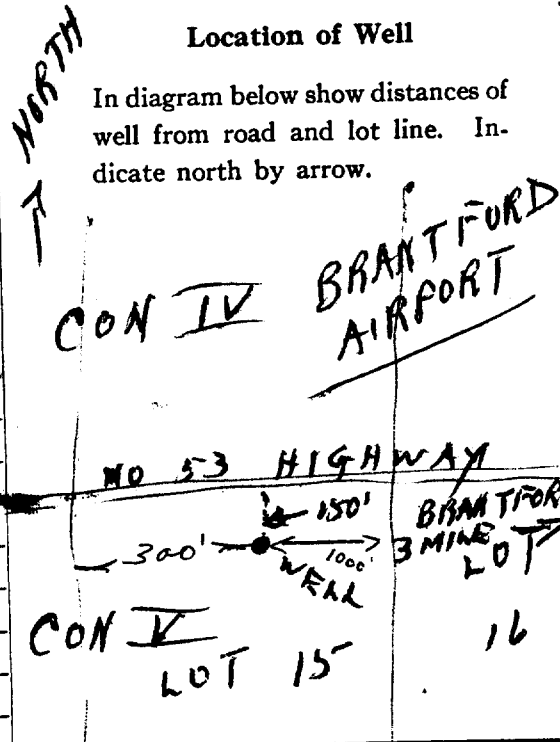 Location of Well
NORTH
In diagram below show distances of
well from road and lot line. In-
dicate north by arrow.
BRANTFORD
AIRPORT
CON IV
NO 53 HIGHWAY
150'
BRANTFOR
300'
1000'
3 MILE
WELL
LOT
CON V
16
LOT 15